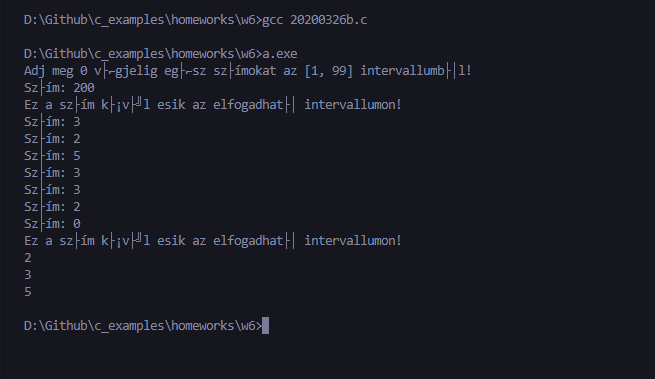 D:\Github\c_examples\homeworks\w6>gcc 20200326b.c
D:\Github\c_examples\homeworks\w6>a.exe
Adj meg 0 v├⌐gjelig eg├⌐sz sz├ímokat az [1, 99] intervallumb├│l!
Sz├ím: 200
Ez a sz├ím k├¡v├╝l esik az elfogadhat├│ intervallumon!
Sz├ím: 3
Sz├ím: 2
Sz├ím: 5
Sz├ím: 3
Sz├ím: 3
Sz├ím: 2
Sz├ím: 0
Ez a sz├ím k├¡v├╝l esik az elfogadhat├│ intervallumon!
2
3
5
D:\Github\c_examples\homeworks\w6>